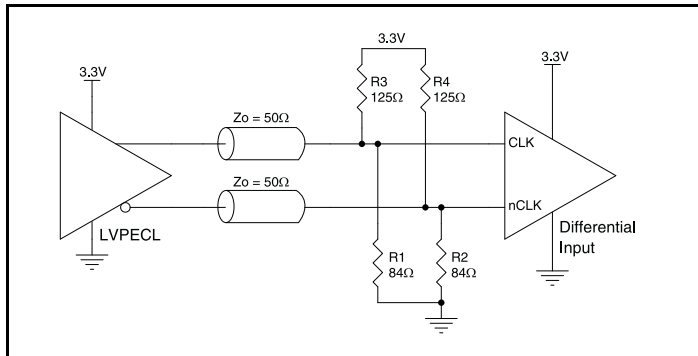 3.3V
3.3V
3.3V
R3
125Ω
R4
125Ω
Zo = 50Ω
CLK
Zo = 50Ω
nCLK
LVPECL
Differential
Input
R1
84Ω
R2
84Ω